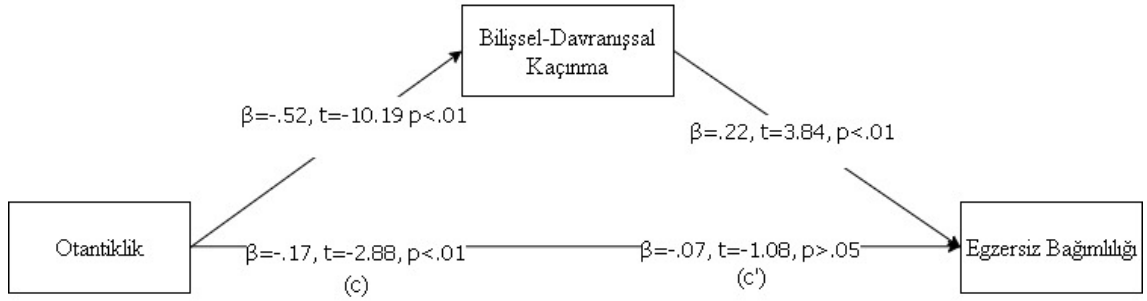 Bilişsel-Davranışsal
Kaçınma
β=-.52, t=-10.19 p<.01
β=.22, t=3.84, p<.01
Otantiklik
β=-.17, t=-2.88, p<.01
(c)
β=-.07, t=-1.08, p>.05
(c')
Egzersiz Bağımlılığı